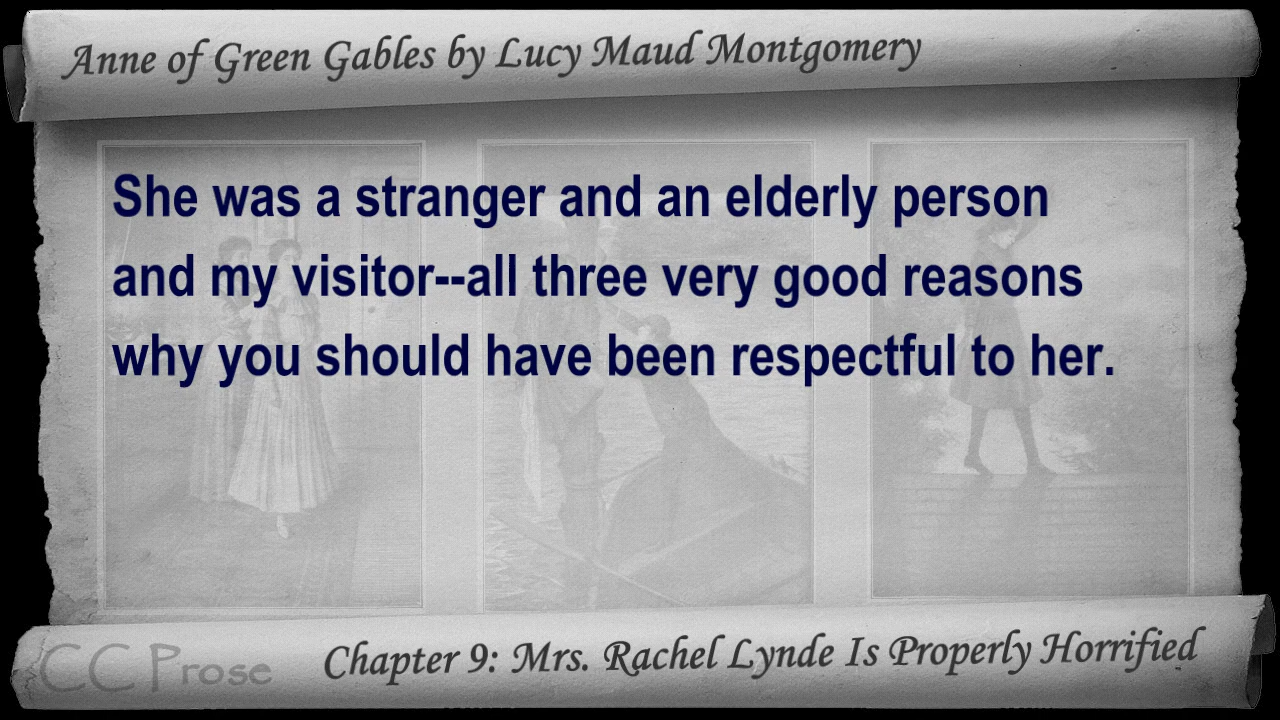 Anne of Green Gables by Lucy Maud Montgomery
She was a stranger and an elderly person
and my visitor--all three very good reasons
why you should have been respectful to her.
CC Prose
Chapter 9: Mrs. Rachel Lynde Is Properly Horrified